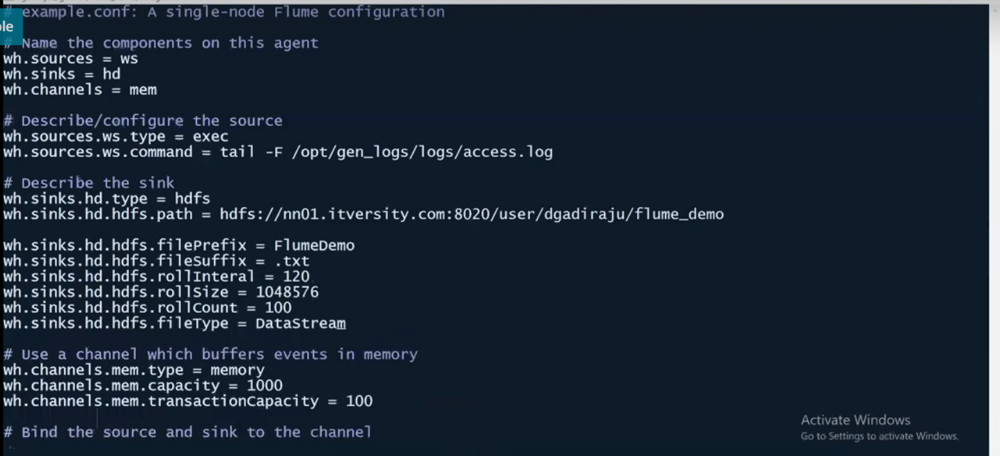 # example.conf: A single-node Flume configuration
ple
# Name the components on this agent
wh.sources = ws
wh.sinks = hd
wh.channels = mem
# Describe/configure the source
wh.sources.ws.type = exec
wh.sources.ws.command = tail -F /opt/gen_logs/logs/access.log
# Describe the sink
wh.sinks.hd.type = hdfs
wh.sinks.hd.hdfs.path = hdfs://nn01.itversity.com:8020/user/dgadiraju/flume_demo
wh.sinks.hd.hdfs.filePrefix = FlumeDemo
wh.sinks.hd.hdfs.fileSuffix = .txt
wh.sinks.hd.hdfs.rollInteral = 120
wh.sinks.hd.hdfs.rollSize = 1048576
wh.sinks.hd.hdfs.rollCount = 100
wh.sinks.hd.hdfs.fileType = DataStream
# Use a channel which buffers events in memory
wh.channels.mem.type = memory
wh.channels.mem.capacity = 1000
wh.channels.mem.transactionCapacity = 100
# Bind the source and sink to the channel
Activate Windows
Go to Settings to activate Windows.